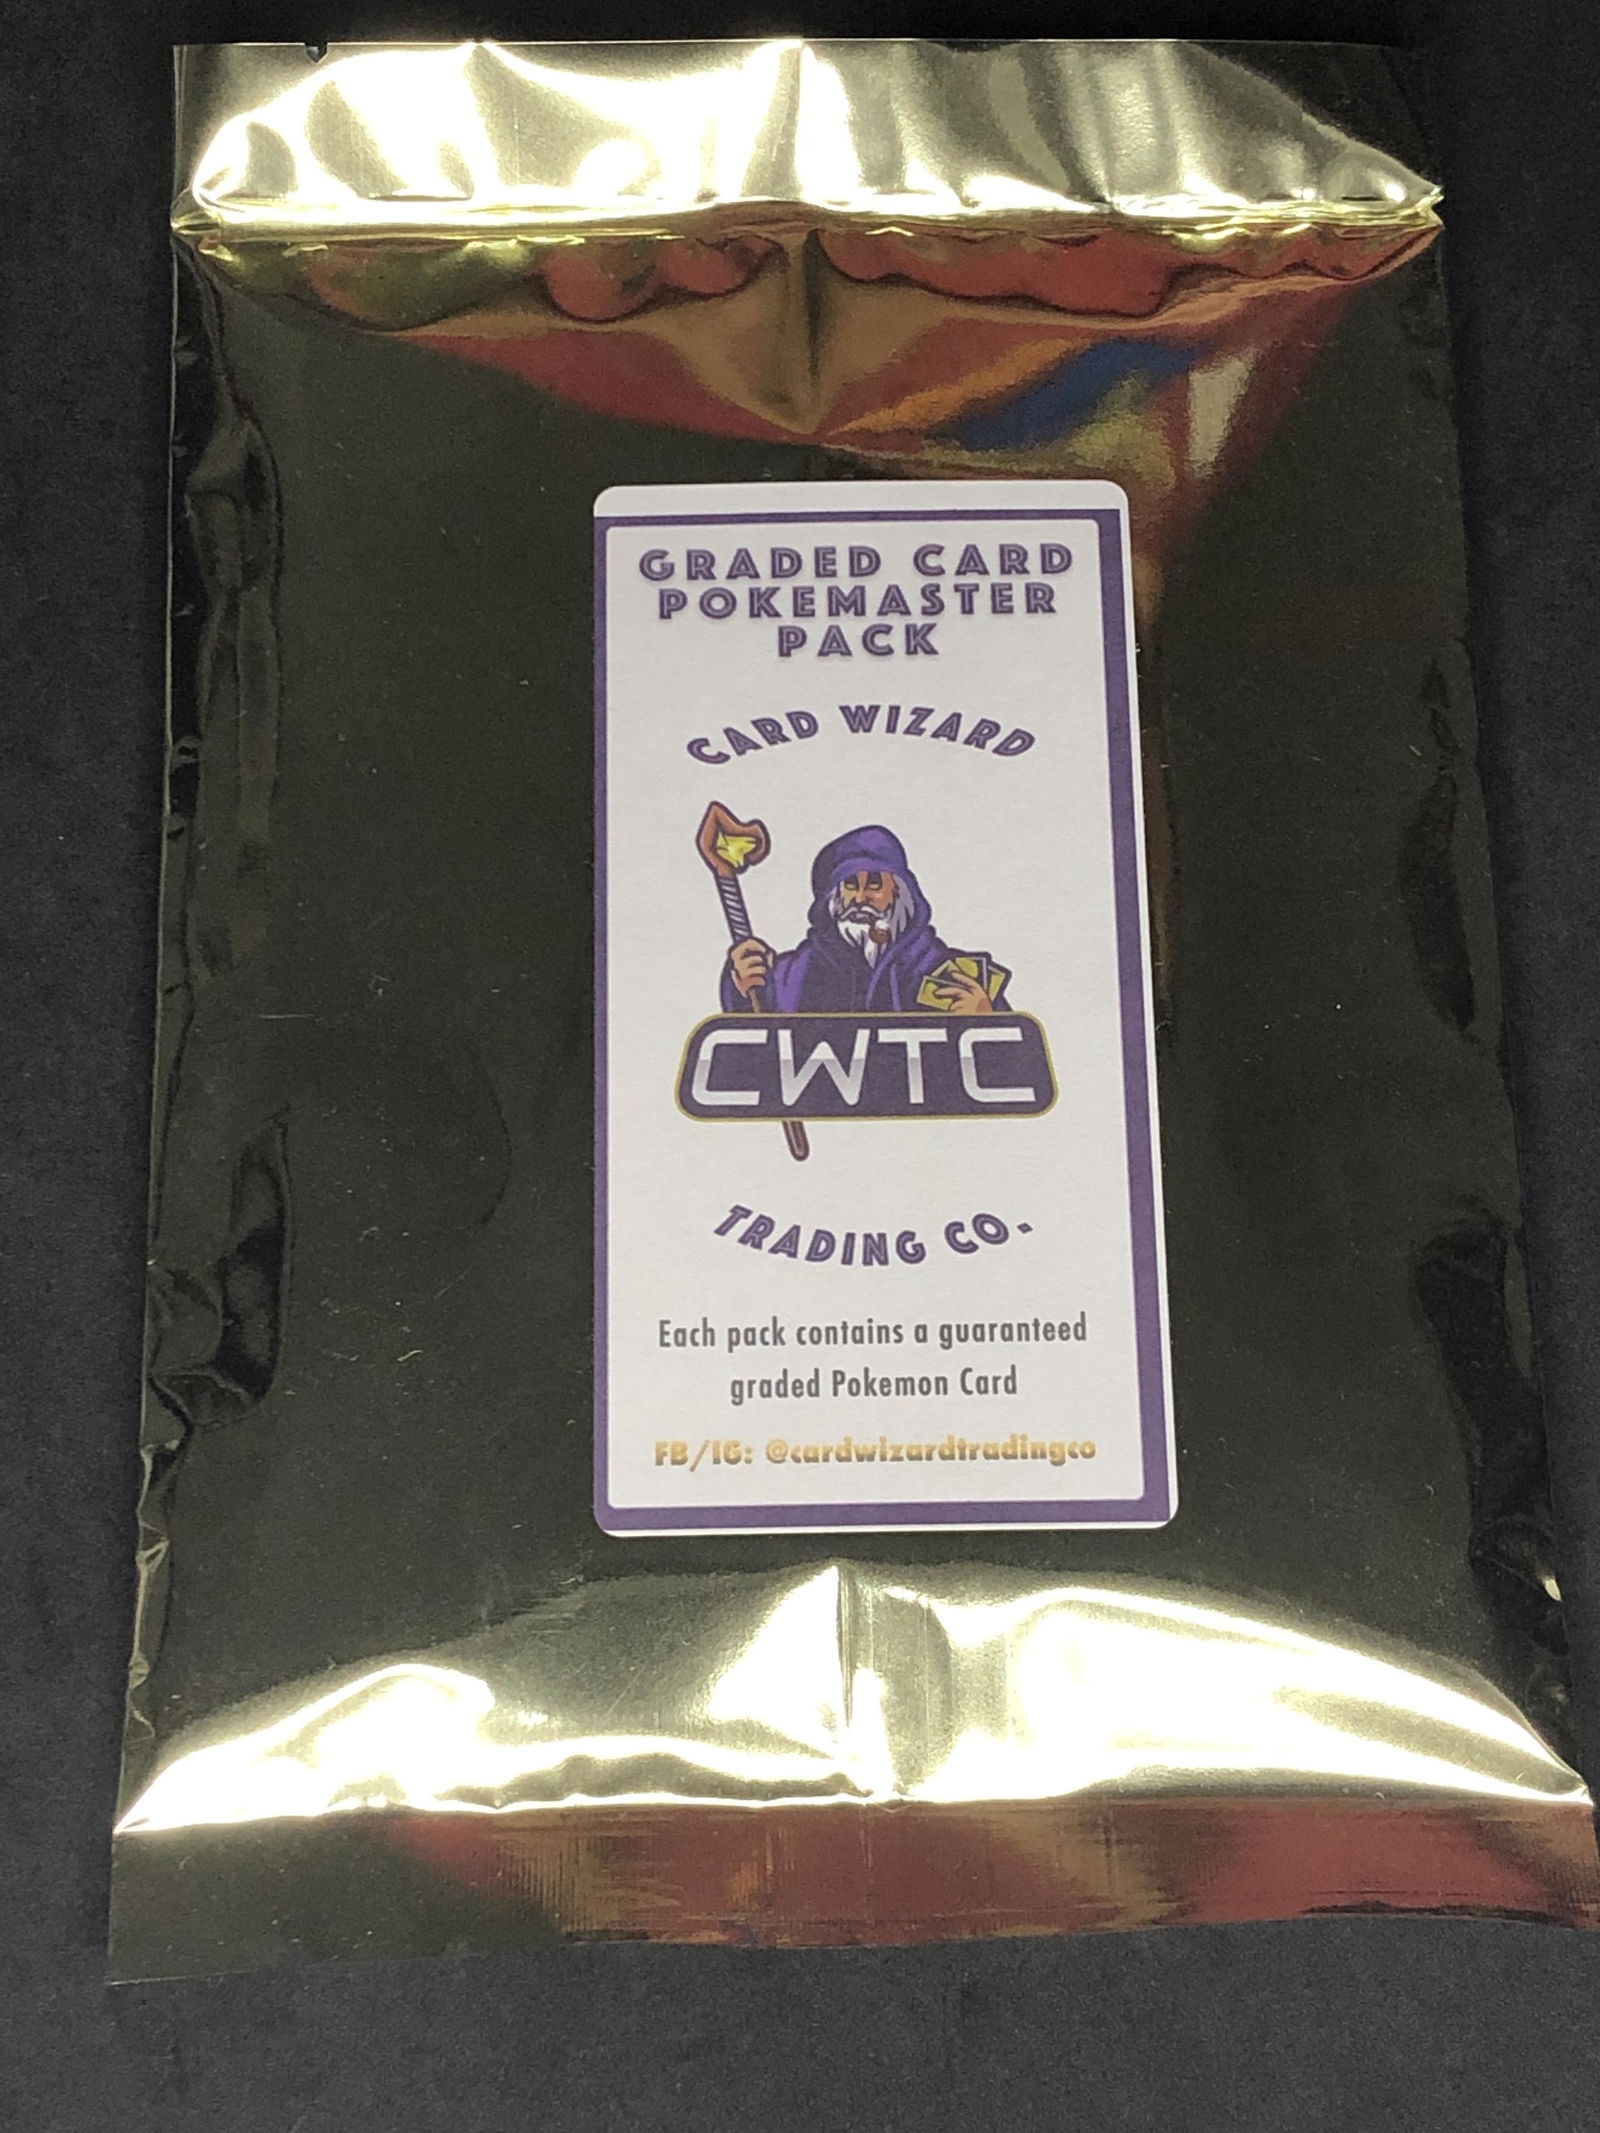 GRADED CARD
POKEMASTER
PACK
CARD WIZARD
CWTC
TRADING CO.
Each pack contains a guaranteed
graded Pokemon Card
FB/IG: @cardwizardtradingco